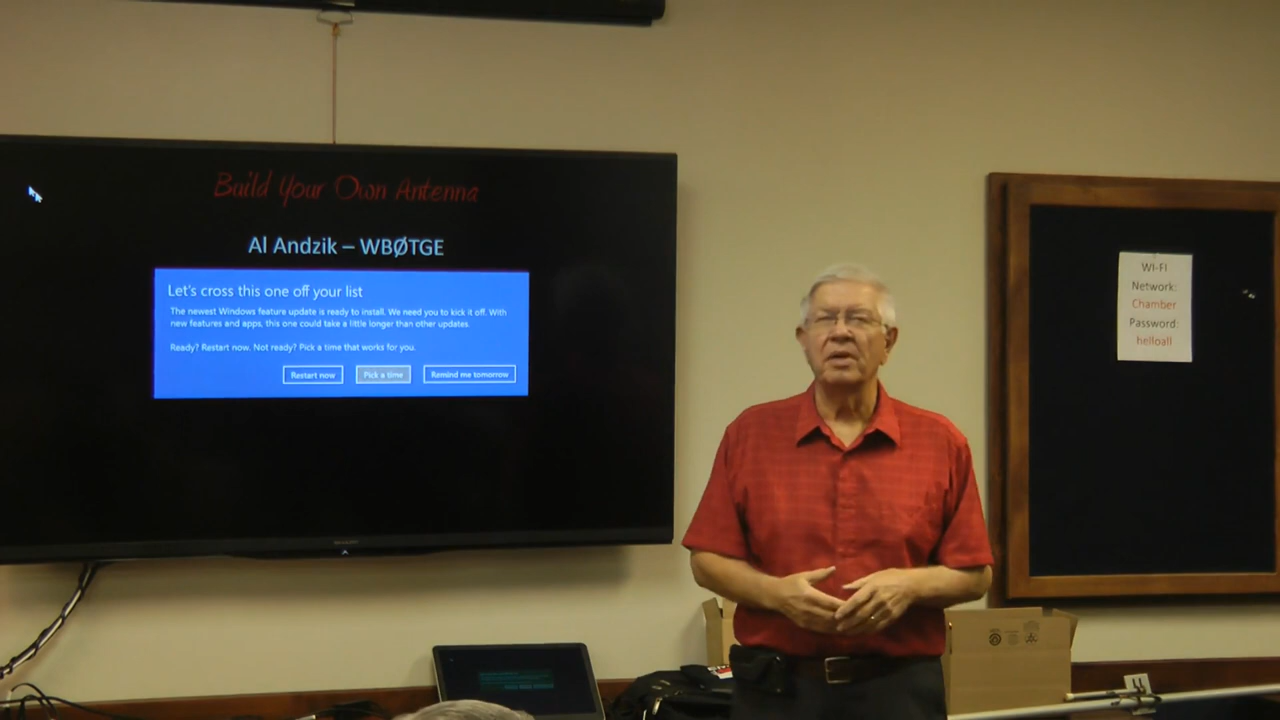 Build Your Own Antenna
Al Andzik – WBØTGE
Let's cross this one off your list
The newest Windows feature update is ready to install. We need you to kick it off. With
new features and apps, this one could take a little longer than other updates.
Ready? Restart now. Not ready? Pick a time that works for you.
Restart now
Pick a time
Remind me tomorrow
WI-FI
Network:
Chamber
Password:
helloall